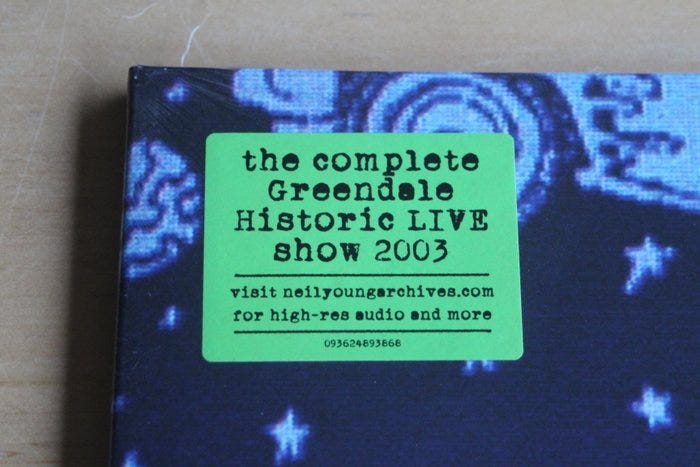 the complete
Greendale
Historic LIVE
show 2003
visit neilyoungarchives.com
for high-res audio and more
093624893868